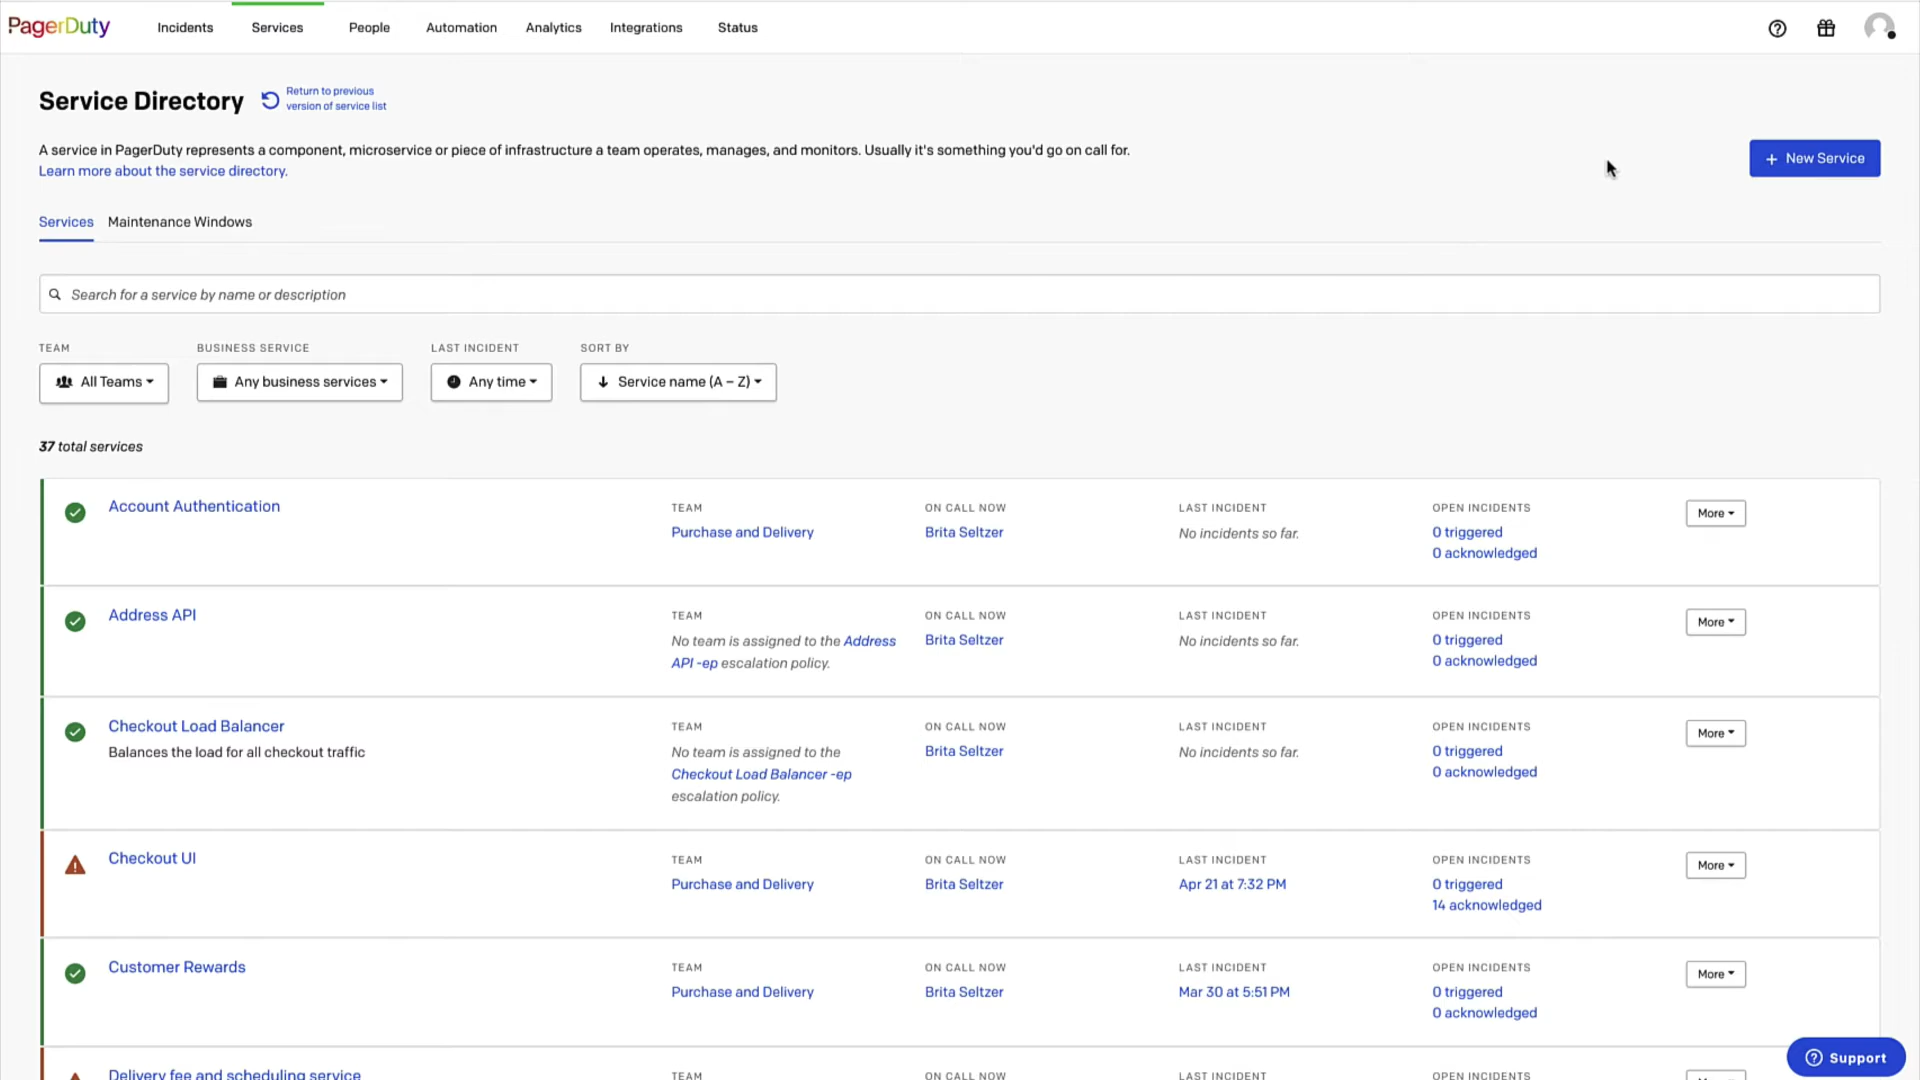 PagerDuty
Incidents
Services
People
Automation
Analytics
Integrations
Status
Service Directory
Return to previous
version of service list
A service in PagerDuty represents a component, microservice or piece of infrastructure a team operates, manages, and monitors. Usually it's something you'd go on call for.
Learn more about the service directory.
+ New Service
Services
Maintenance Windows
Search for a service by name or description
TEAM
BUSINESS SERVICE
LAST INCIDENT
SORT BY
All Teams
Any business services
Any time
Service name (A – Z)
37 total services
Account Authentication
TEAM
Purchase and Delivery
ON CALL NOW
Brita Seltzer
LAST INCIDENT
No incidents so far.
OPEN INCIDENTS
0 triggered
0 acknowledged
More
Address API
TEAM
No team is assigned to the Address
API -ep escalation policy.
ON CALL NOW
Brita Seltzer
LAST INCIDENT
No incidents so far.
OPEN INCIDENTS
0 triggered
0 acknowledged
More
Checkout Load Balancer
Balances the load for all checkout traffic
TEAM
No team is assigned to the
Checkout Load Balancer -ep
escalation policy.
ON CALL NOW
Brita Seltzer
LAST INCIDENT
No incidents so far.
OPEN INCIDENTS
0 triggered
0 acknowledged
More
Checkout UI
TEAM
Purchase and Delivery
ON CALL NOW
Brita Seltzer
LAST INCIDENT
Apr 21 at 7:32 PM
OPEN INCIDENTS
0 triggered
14 acknowledged
More
Customer Rewards
TEAM
Purchase and Delivery
ON CALL NOW
Brita Seltzer
LAST INCIDENT
Mar 30 at 5:51 PM
OPEN INCIDENTS
0 triggered
0 acknowledged
More
Delivery fee and scheduling service
TEAM
ON CALL NOW
LAST INCIDENT
OPEN INCIDENTS
Support